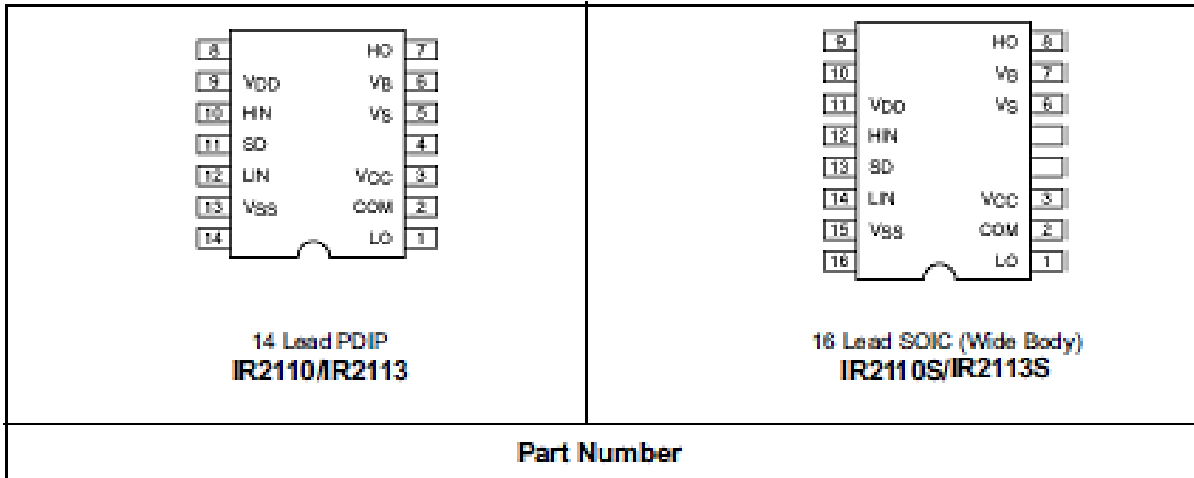 8 HO 7
9 VDD VB 6
10 HIN VS 5
11 SD 4
12 LIN VCC 3
13 VSS COM 2
14 LO 1
14 Lead PDIP
IR2110/IR2113
9 HO 8
10 VB 7
11 VDD VS 6
12 HIN
13 SD
14 LIN VCC 3
15 VSS COM 2
16 LO 1
16 Lead SOIC (Wide Body)
IR2110S/IR2113S
Part Number